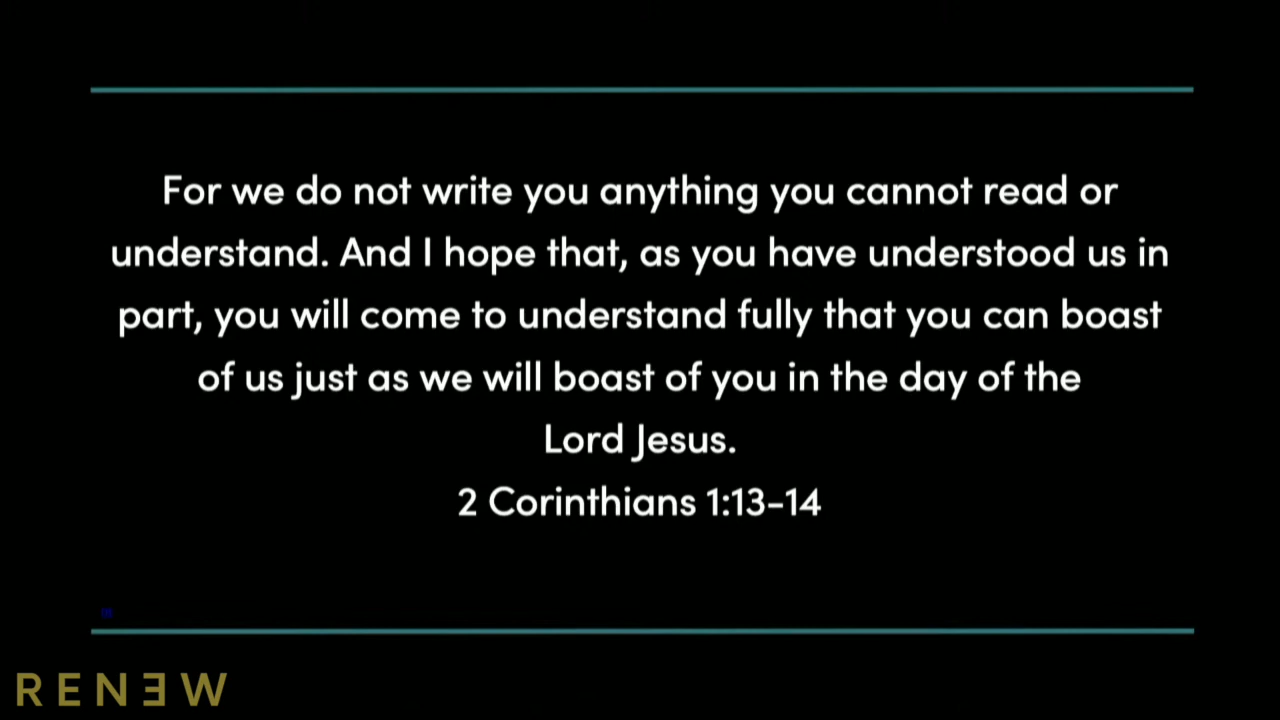 For we do not write you anything you cannot read or
understand. And I hope that, as you have understood us in
part, you will come to understand fully that you can boast
of us just as we will boast of you in the day of the
Lord Jesus.
2 Corinthians 1:13-14
RENƎW